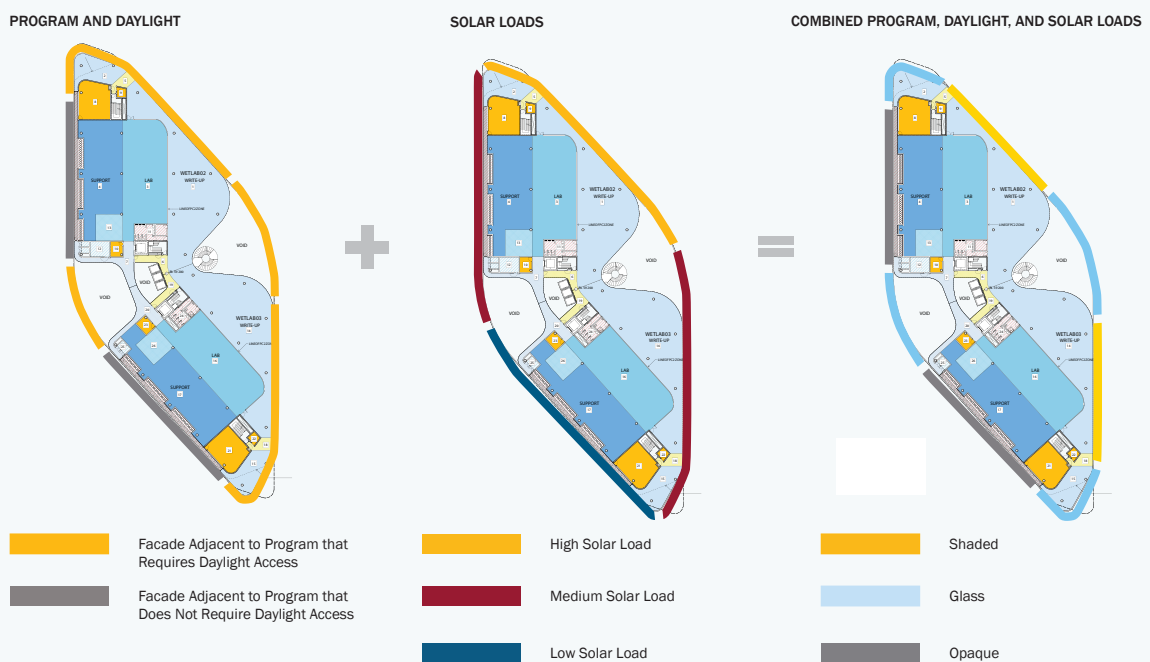 PROGRAM AND DAYLIGHT
SOLAR LOADS
COMBINED PROGRAM, DAYLIGHT, AND SOLAR LOADS
SUPPORT
LAB
WETLAB02
WRITE-UP
VOID
VOID
VOID
WETLAB03
WRITE-UP
LAB
SUPPORT
SUPPORT
LAB
WETLAB02
WRITE-UP
VOID
VOID
VOID
WETLAB03
WRITE-UP
LAB
SUPPORT
SUPPORT
LAB
WETLAB02
WRITE-UP
VOID
VOID
VOID
WETLAB03
WRITE-UP
LAB
SUPPORT
Facade Adjacent to Program that
Requires Daylight Access
Facade Adjacent to Program that
Does Not Require Daylight Access
High Solar Load
Medium Solar Load
Low Solar Load
Shaded
Glass
Opaque